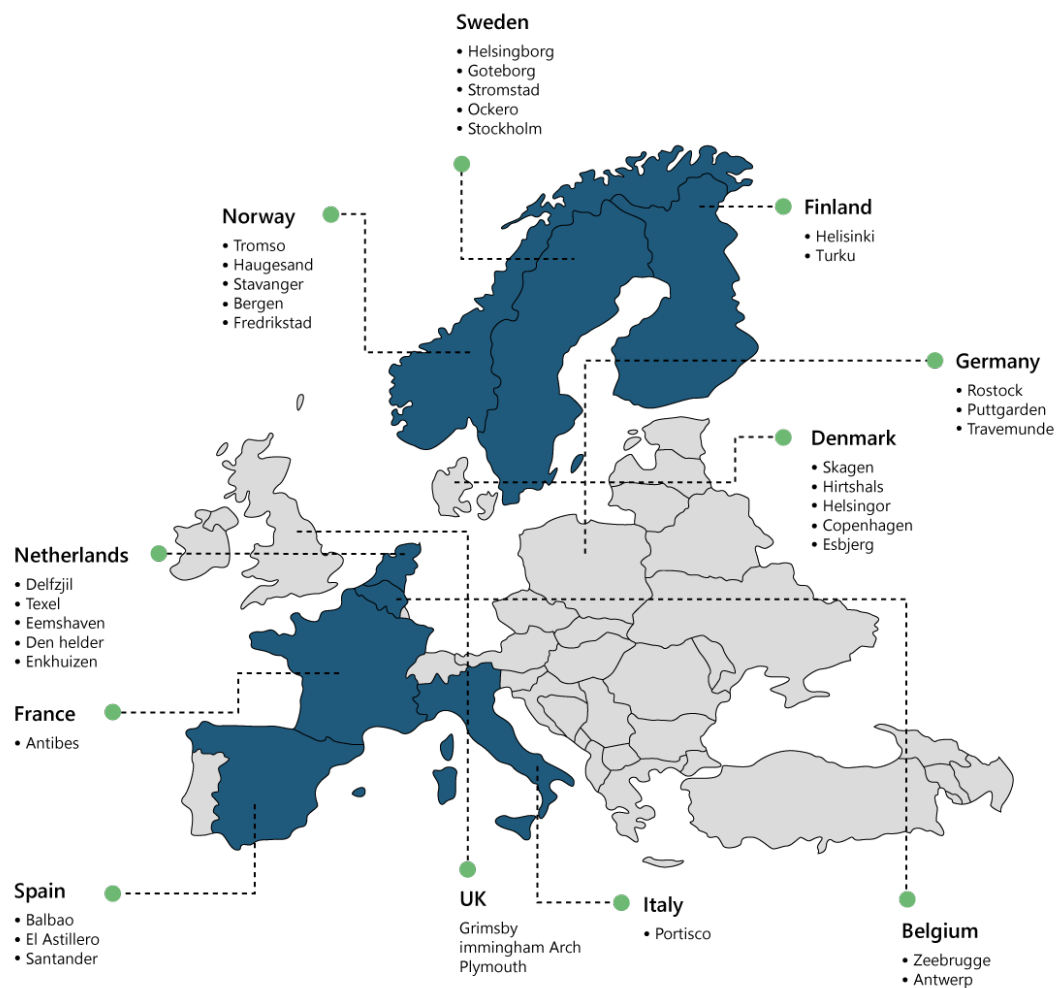 Sweden
• Helsingborg
• Goteborg
• Stromstad
• Ockero
• Stockholm
Norway
• Tromso
• Haugesand
• Stavanger
• Bergen
• Fredrikstad
Finland
• Helisinki
• Turku
Germany
• Rostock
• Puttgarden
• Travemunde
Denmark
• Skagen
• Hirtshals
• Helsingor
• Copenhagen
• Esbjerg
Netherlands
• Delfzjil
• Texel
• Eemshaven
• Den helder
• Enkhuizen
France
• Antibes
Spain
• Balbao
• El Astillero
• Santander
UK
Grimsby
immingham Arch
Plymouth
Italy
• Portisco
Belgium
• Zeebrugge
• Antwerp